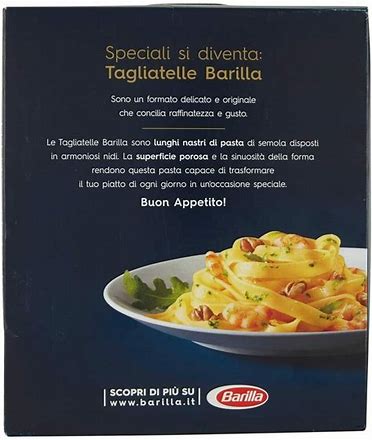 Speciali si diventa:
Tagliatelle Barilla
Sono un formato delicato e originale
che concilia raffinatezza e gusto.
Le Tagliatelle Barilla sono lunghi nastri di pasta di semola disposti
in armoniosi nidi. La superficie porosa e la sinuosità della forma
rendono questa pasta capace di trasformare
il tuo piatto di ogni giorno in un'occasione speciale.
Buon Appetito!
SCOPRI DI PIÙ SU
www.barilla.it
Barilla